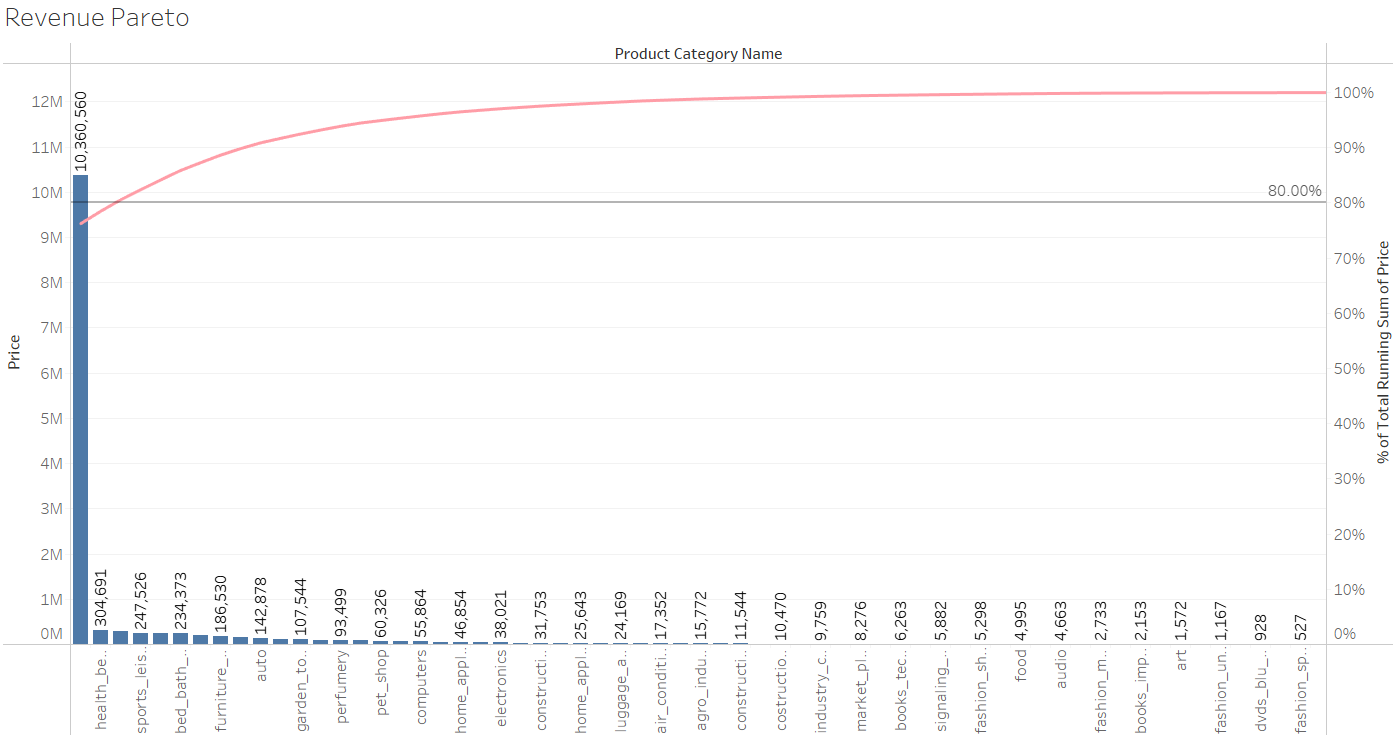 Revenue Pareto
Product Category Name
12M
11M
10M
9M
8M
7M
6M
5M
4M
3M
2M
1M
0M
Price
100%
90%
80%
70%
60%
50%
40%
30%
20%
10%
0%
% of Total Running Sum of Price
80.00%
10,360,560
304,691
247,526
234,373
186,530
142,878
107,544
93,499
60,326
55,864
46,854
38,021
31,753
25,643
24,169
17,352
15,772
11,544
10,470
9,759
8,276
6,263
5,882
5,298
4,995
4,663
2,733
2,153
1,572
1,167
928
527
health_be..
sports_leis..
bed_bath_..
furniture_..
auto
garden_to..
perfumery
pet_shop
computers
home_appl..
electronics
constructi..
home_appl..
luggage_a..
air_conditi..
agro_indu..
constructi..
costructio..
industry_c..
market_pl..
books_tec..
signaling_..
fashion_sh..
food
audio
fashion_m..
books_imp..
art
fashion_un..
dvds_blu_..
fashion_sp..